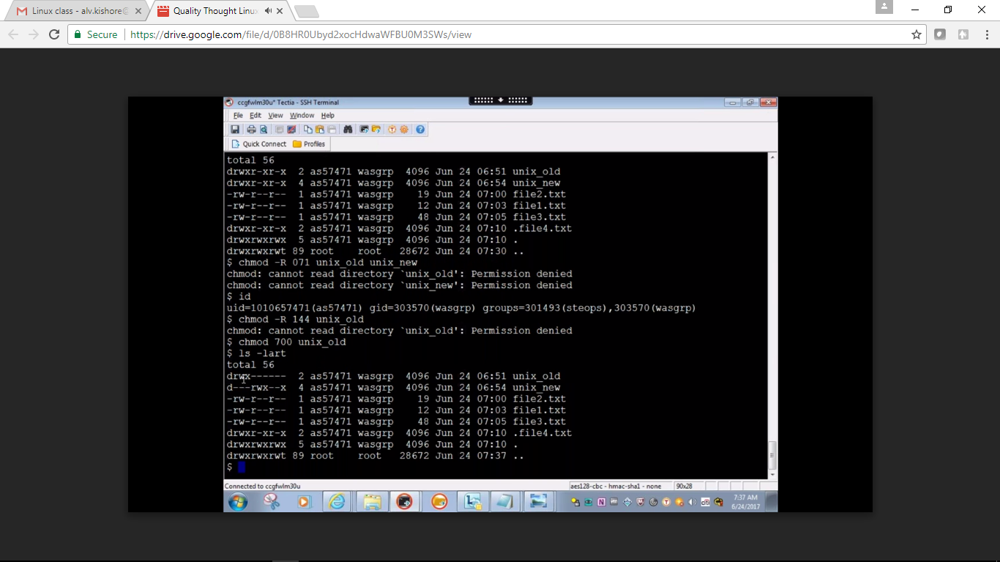 Linux class - alv.kishore@
Quality Thought Linux
Secure
https://drive.google.com/file/d/0B8HR0Ubyd2xocHdwaWFBU0M3SWs/view
ccgfwlm30u* Tectia - SSH Terminal
File Edit View Window Help
Quick Connect Profiles
total 56
drwxr-xr-x 2 as57471 wasgrp 4096 Jun 24 06:51 unix_old
drwxr-xr-x 4 as57471 wasgrp 4096 Jun 24 06:54 unix_new
-rw-r--r-- 1 as57471 wasgrp 19 Jun 24 07:00 file2.txt
-rw-r--r-- 1 as57471 wasgrp 12 Jun 24 07:03 file1.txt
-rw-r--r-- 1 as57471 wasgrp 48 Jun 24 07:05 file3.txt
drwxr-xr-x 2 as57471 wasgrp 4096 Jun 24 07:10 .file4.txt
drwxrwxrwx 5 as57471 wasgrp 4096 Jun 24 07:10 .
drwxrwxrwt 89 root root 28672 Jun 24 07:30 ..
$ chmod -R 071 unix_old unix_new
chmod: cannot read directory `unix_old': Permission denied
chmod: cannot read directory `unix_new': Permission denied
$ id
uid=1010657471(as57471) gid=303570(wasgrp) groups=301493(steops),303570(wasgrp)
$ chmod -R 144 unix_old
chmod: cannot read directory `unix_old': Permission denied
$ chmod 700 unix_old
$ ls -lart
total 56
drwx------ 2 as57471 wasgrp 4096 Jun 24 06:51 unix_old
d---rwx--x 4 as57471 wasgrp 4096 Jun 24 06:54 unix_new
-rw-r--r-- 1 as57471 wasgrp 19 Jun 24 07:00 file2.txt
-rw-r--r-- 1 as57471 wasgrp 12 Jun 24 07:03 file1.txt
-rw-r--r-- 1 as57471 wasgrp 48 Jun 24 07:05 file3.txt
drwxr-xr-x 2 as57471 wasgrp 4096 Jun 24 07:10 .file4.txt
drwxrwxrwx 5 as57471 wasgrp 4096 Jun 24 07:10 .
drwxrwxrwt 89 root root 28672 Jun 24 07:37 ..
$
Connected to ccgfwlm30u
aes128-cbc - hmac-sha1 - none 90x28
7:37 AM
6/24/2017